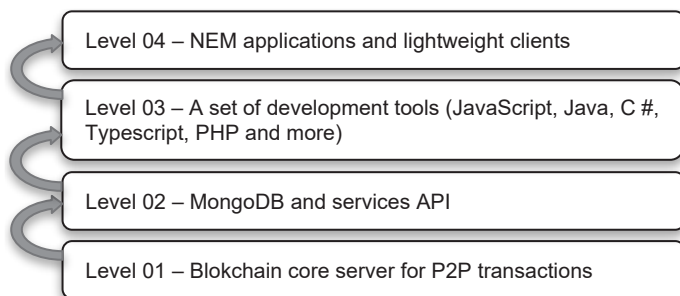 Level 04 – NEM applications and lightweight clients
Level 03 – A set of development tools (JavaScript, Java, C #,
Typescript, PHP and more)
Level 02 – MongoDB and services API
Level 01 – Blokchain core server for P2P transactions